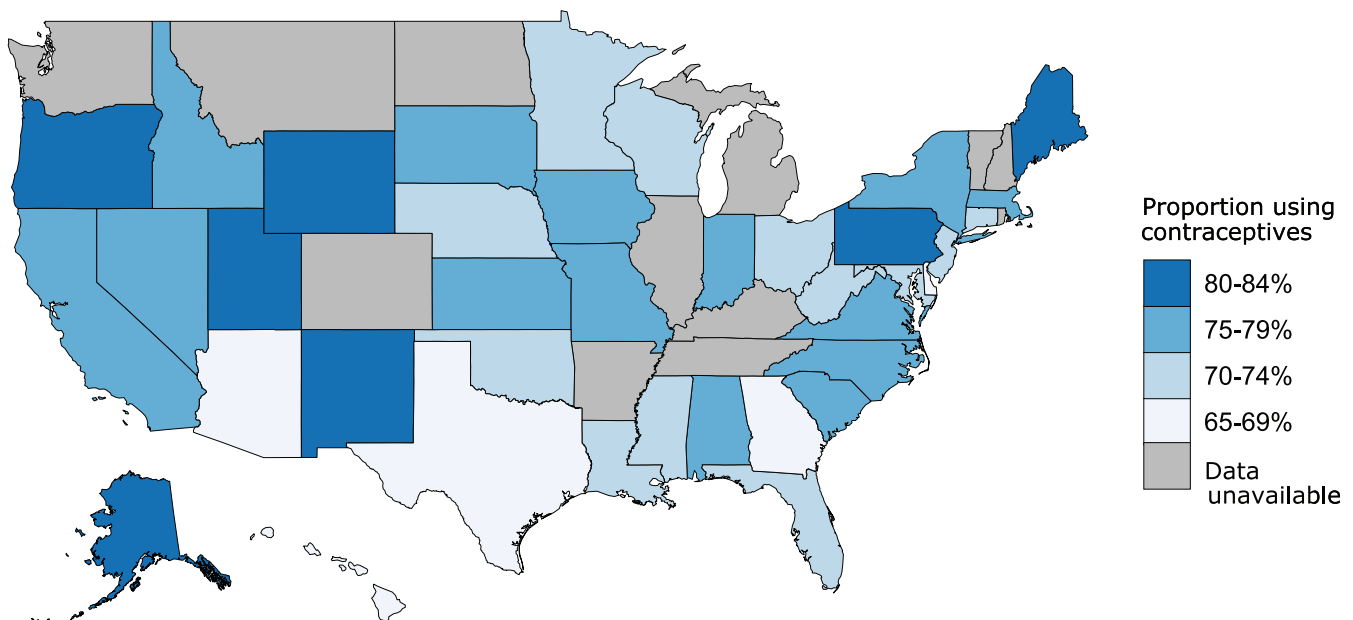 Proportion using
contraceptives
80-84%
75-79%
70-74%
65-69%
Data
unavailable